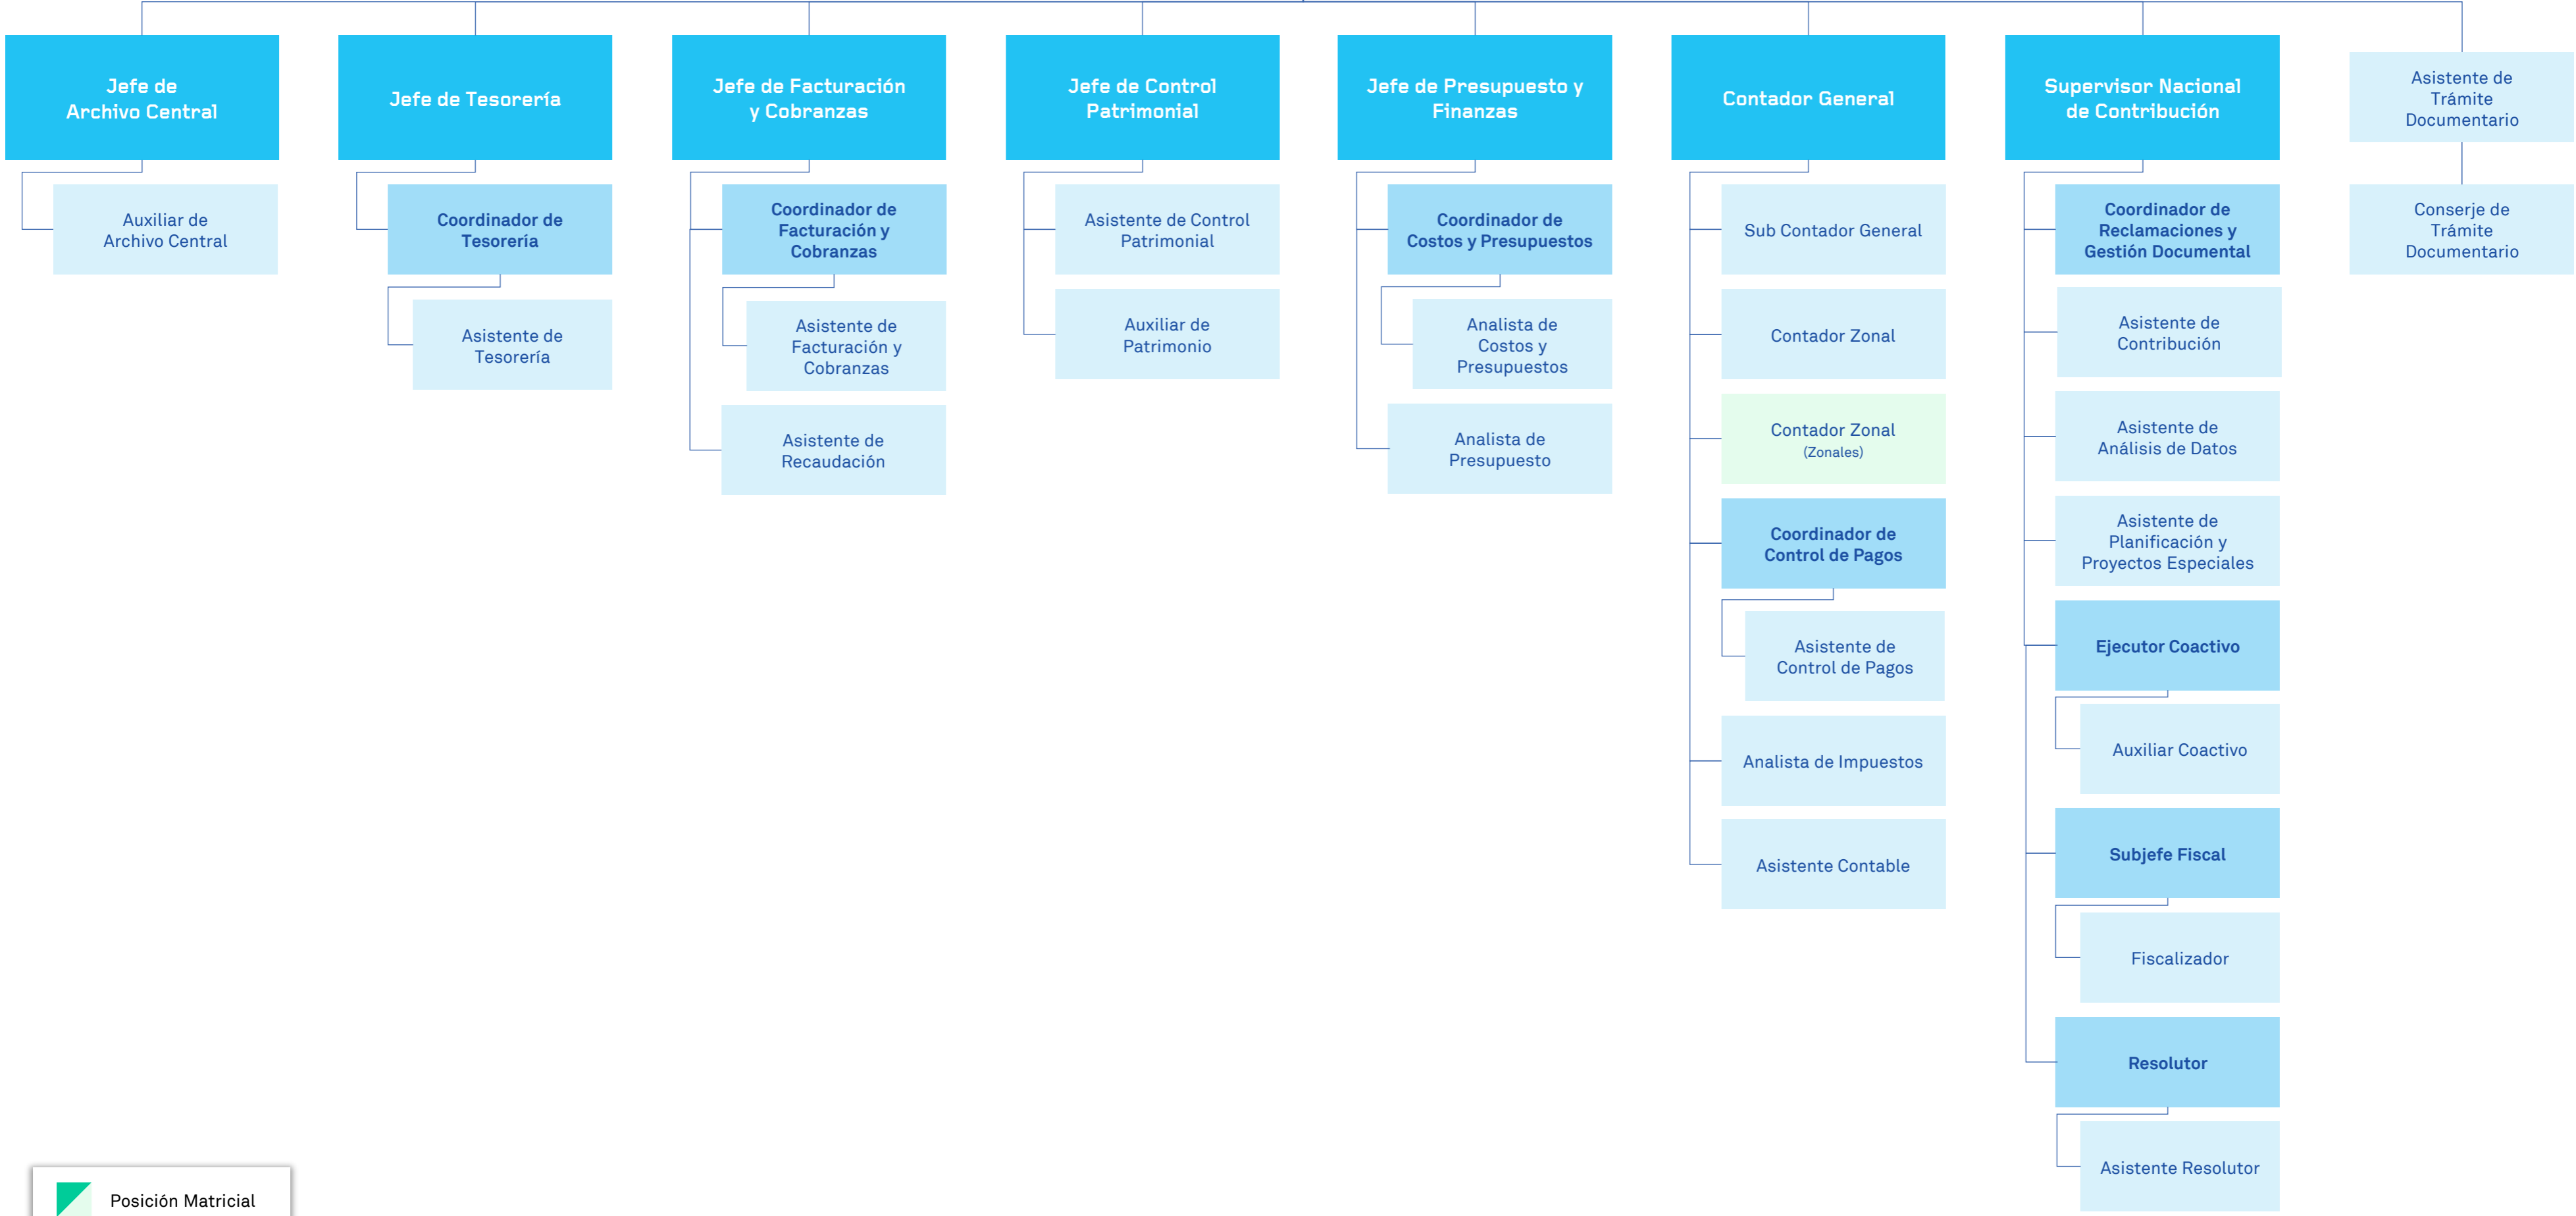 Jefe de
Archivo Central
Auxiliar de
Archivo Central
Jefe de Tesorería
Coordinador de
Tesorería
Asistente de
Tesorería
Jefe de Facturación
y Cobranzas
Coordinador de
Facturación y
Cobranzas
Asistente de
Facturación y
Cobranzas
Asistente de
Recaudación
Jefe de Control
Patrimonial
Asistente de Control
Patrimonial
Auxiliar de
Patrimonio
Jefe de Presupuesto y
Finanzas
Coordinador de
Costos y Presupuestos
Analista de
Costos y
Presupuestos
Analista de
Presupuesto
Contador General
Sub Contador General
Contador Zonal
Contador Zonal
(Zonales)
Coordinador de
Control de Pagos
Asistente de
Control de Pagos
Analista de Impuestos
Asistente Contable
Supervisor Nacional
de Contribución
Coordinador de
Reclamaciones y
Gestión Documental
Asistente de
Contribución
Asistente de
Análisis de Datos
Asistente de
Planificación y
Proyectos Especiales
Ejecutor Coactivo
Auxiliar Coactivo
Subjefe Fiscal
Fiscalizador
Resolutor
Asistente Resolutor
Asistente de
Trámite
Documentario
Conserje de
Trámite
Documentario
Posición Matricial